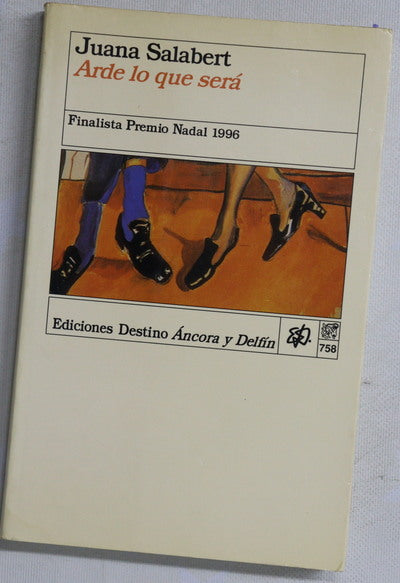 Juana Salabert
Arde lo que será
Finalista Premio Nadal 1996
Ediciones Destino Áncora y Delfín
758